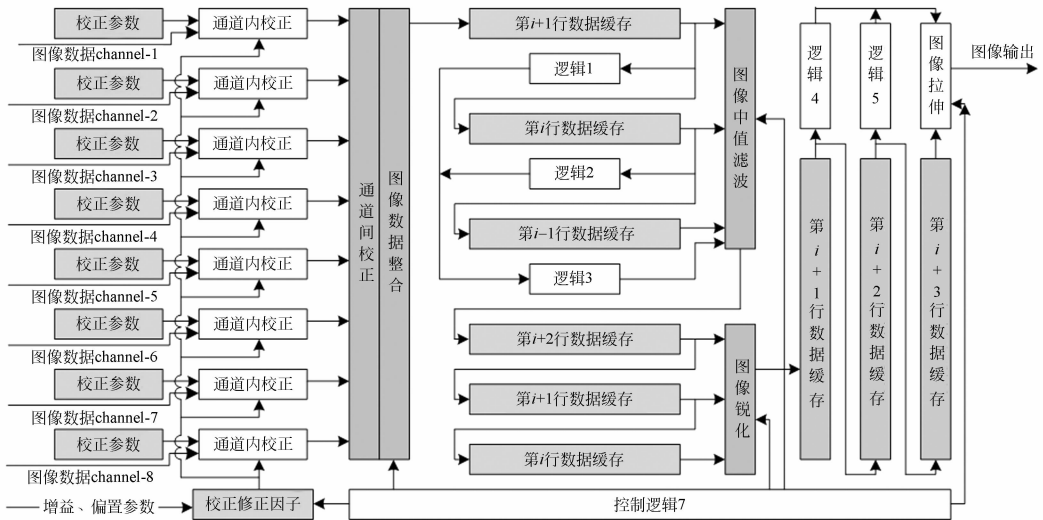 校正参数
通道内校正
图像数据channel-1
校正参数
通道内校正
图像数据channel-2
校正参数
通道内校正
图像数据channel-3
校正参数
通道内校正
图像数据channel-4
校正参数
通道内校正
图像数据channel-5
校正参数
通道内校正
图像数据channel-6
校正参数
通道内校正
图像数据channel-7
校正参数
通道内校正
图像数据channel-8
增益、偏置参数
校正修正因子
通道间校正
图像数据整合
第i+1行数据缓存
逻辑1
第i行数据缓存
逻辑2
第i−1行数据缓存
逻辑3
图像中值滤波
第i+2行数据缓存
第i+1行数据缓存
第i行数据缓存
图像锐化
控制逻辑7
逻辑4
逻辑5
图像拉伸
图像输出
第i+1行数据缓存
第i+2行数据缓存
第i+3行数据缓存